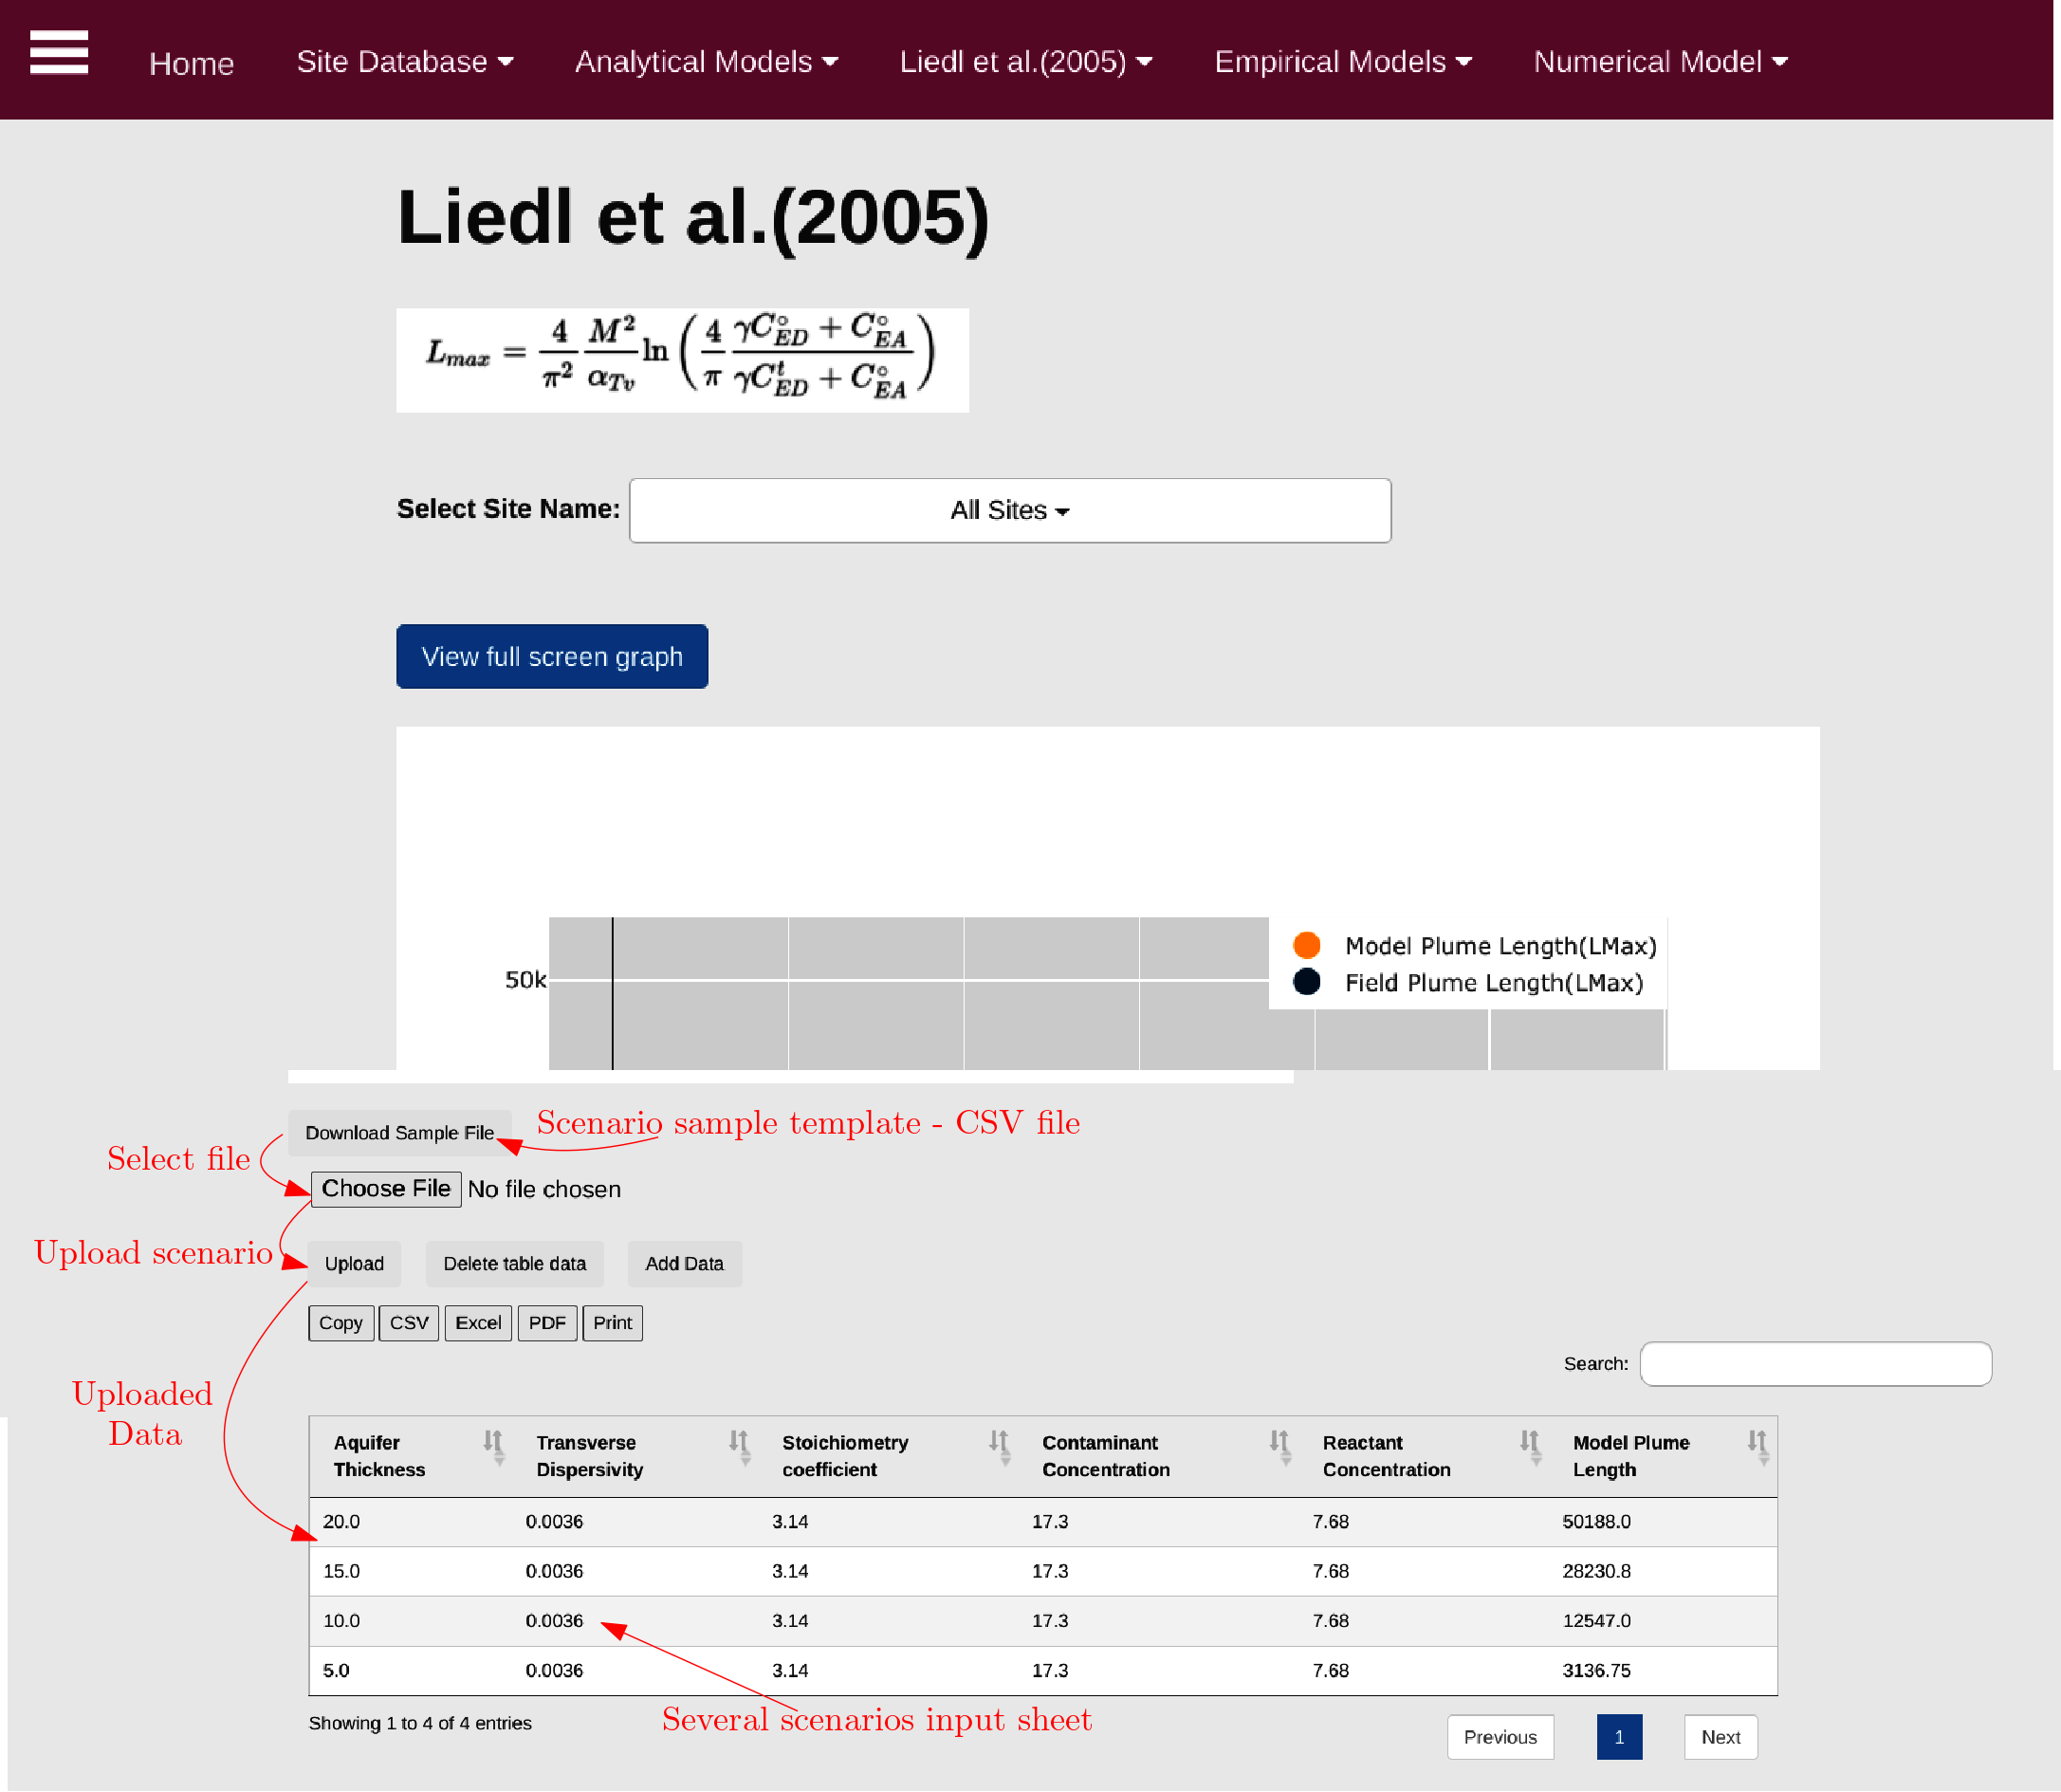 Home Site Database Analytical Models Liedl et al.(2005) Empirical Models Numerical Model
Liedl et al.(2005)
L_{max} = \frac{4}{\pi^2} \frac{M^2}{\alpha_{Tv}} \ln \left( \frac{4}{\pi} \frac{\gamma C_{ED}^{\circ} + C_{EA}^{\circ}}{\gamma C_{ED}^{t} + C_{EA}^{\circ}} \right)
Select Site Name: All Sites
View full screen graph
Model Plume Length(LMax)
50k
Field Plume Length(LMax)
Scenario sample template - CSV file
Download Sample File
Select file
Choose File No file chosen
Upload scenario
Upload Delete table data Add Data
Copy CSV Excel PDF Print
Search:
Uploaded
Data
Aquifer Transverse Stoichiometry Contaminant Reactant Model Plume
Thickness Dispersivity coefficient Concentration Concentration Length
20.0 0.0036 3.14 17.3 7.68 50188.0
15.0 0.0036 3.14 17.3 7.68 28230.8
10.0 0.0036 3.14 17.3 7.68 12547.0
5.0 0.0036 3.14 17.3 7.68 3136.75
Several scenarios input sheet
Showing 1 to 4 of 4 entries
Previous 1 Next